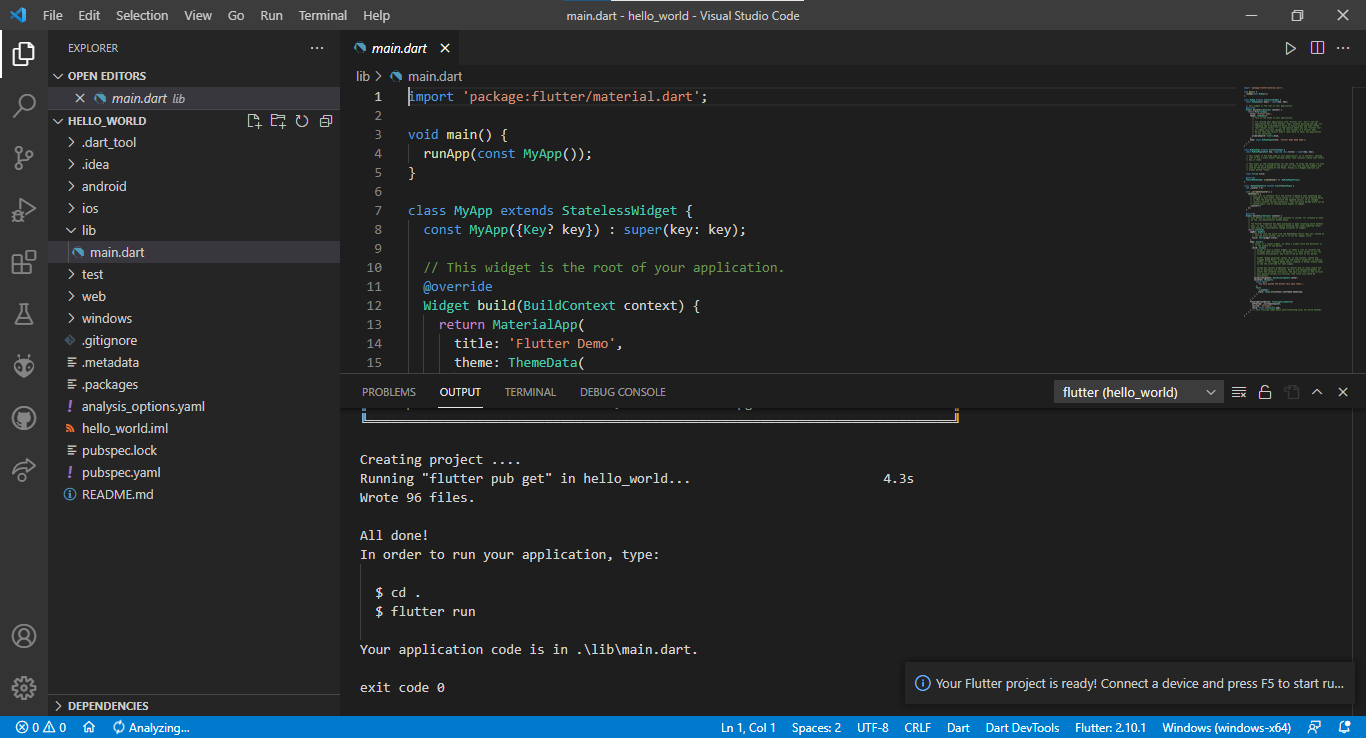 File Edit Selection View Go Run Terminal Help main.dart - hello_world - Visual Studio Code
EXPLORER
OPEN EDITORS
main.dart lib
HELLO_WORLD
.dart_tool
.idea
android
ios
lib
main.dart
test
web
windows
.gitignore
.metadata
.packages
analysis_options.yaml
hello_world.iml
pubspec.lock
pubspec.yaml
README.md
DEPENDENCIES
main.dart
lib > main.dart
1 import 'package:flutter/material.dart';
2
3 void main() {
4 runApp(const MyApp());
5 }
6
7 class MyApp extends StatelessWidget {
8 const MyApp({Key? key}) : super(key: key);
9
10 // This widget is the root of your application.
11 @override
12 Widget build(BuildContext context) {
13 return MaterialApp(
14 title: 'Flutter Demo',
15 theme: ThemeData(
PROBLEMS OUTPUT TERMINAL DEBUG CONSOLE flutter (hello_world)
Creating project ....
Running "flutter pub get" in hello_world... 4.3s
Wrote 96 files.
All done!
In order to run your application, type:
$ cd .
$ flutter run
Your application code is in .\lib\main.dart.
exit code 0
Your Flutter project is ready! Connect a device and press F5 to start ru...
0 0 Analyzing... Ln 1, Col 1 Spaces: 2 UTF-8 CRLF Dart Dart DevTools Flutter: 2.10.1 Windows (windows-x64)